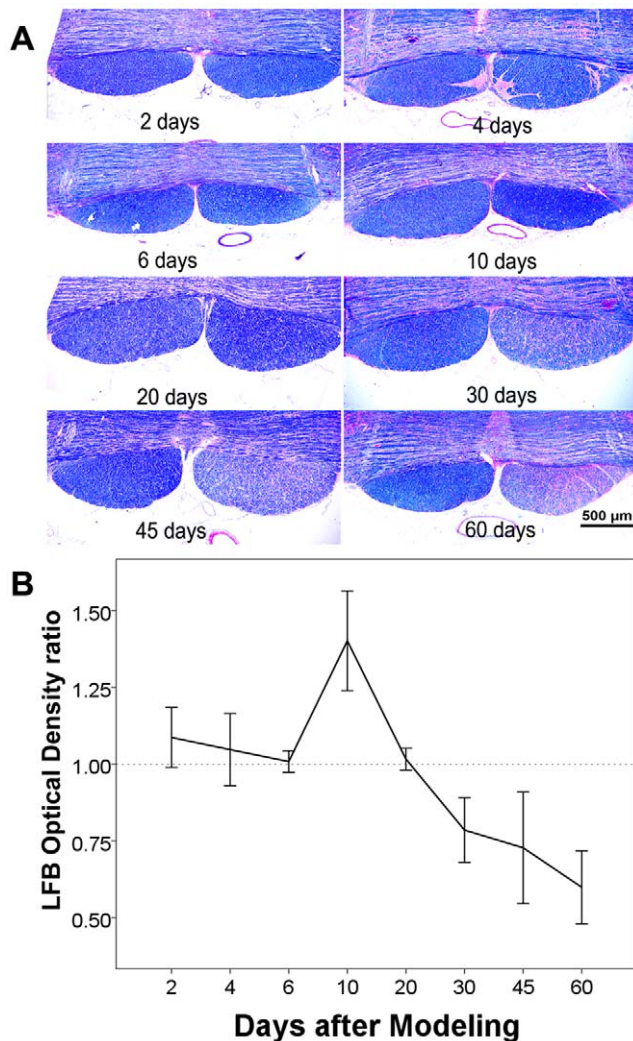 A
2 days
4 days
6 days
10 days
20 days
30 days
45 days
60 days
500 µm
B
LFB Optical Density ratio
1.50
1.25
1.00
0.75
0.50
2 4 6 10 20 30 45 60
Days after Modeling